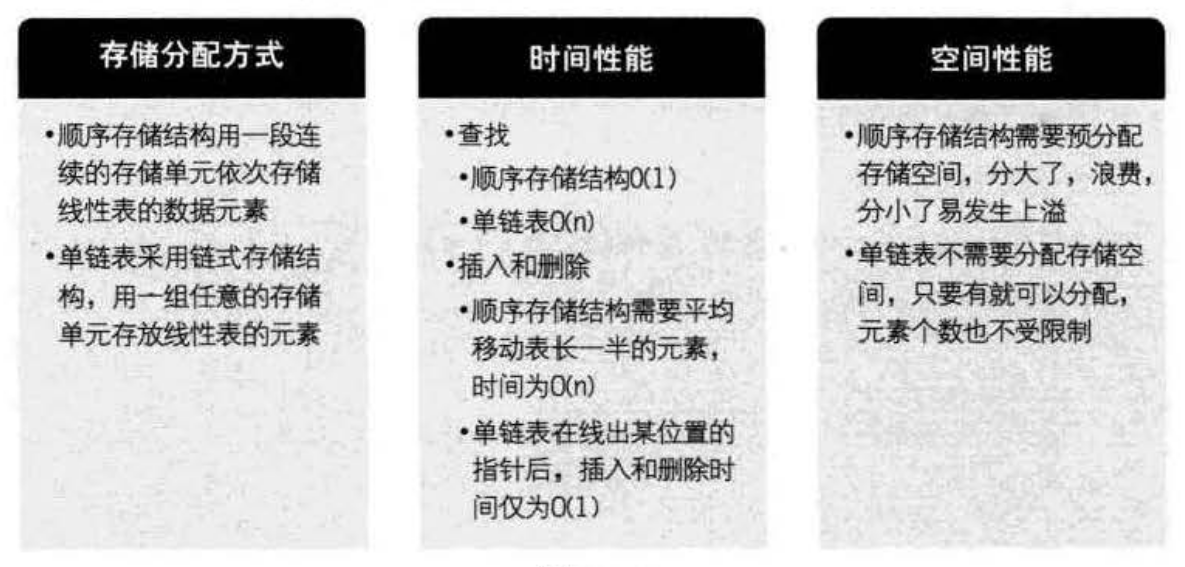 存储分配方式
•顺序存储结构用一段连
续的存储单元依次存储
线性表的数据元素
•单链表采用链式存储结
构，用一组任意的存储
单元存放线性表的元素
时间性能
•查找
•顺序存储结构O(1)
•单链表O(n)
•插入和删除
•顺序存储结构需要平均
移动表长一半的元素，
时间为O(n)
•单链表在线出某位置的
指针后，插入和删除时
间仅为O(1)
空间性能
•顺序存储结构需要预分配
存储空间，分大了，浪费，
分小了易发生上溢
•单链表不需要分配存储空
间，只要有就可以分配，
元素个数也不受限制